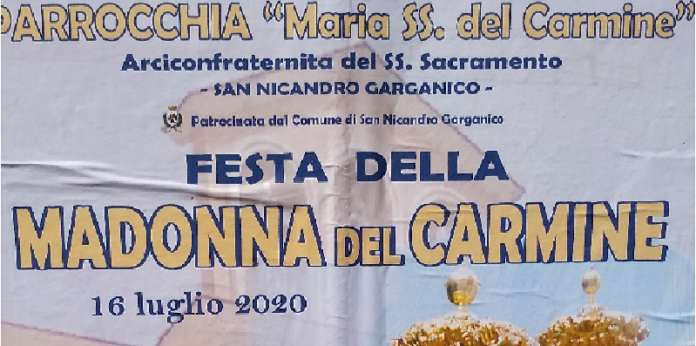 PARROCCHIA "Maria SS. del Carmine"
Arciconfraternita del SS. Sacramento
- SAN NICANDRO GARGANICO -
Patrocinata dal Comune di San Nicandro Garganico
FESTA DELLA
MADONNA DEL CARMINE
16 luglio 2020